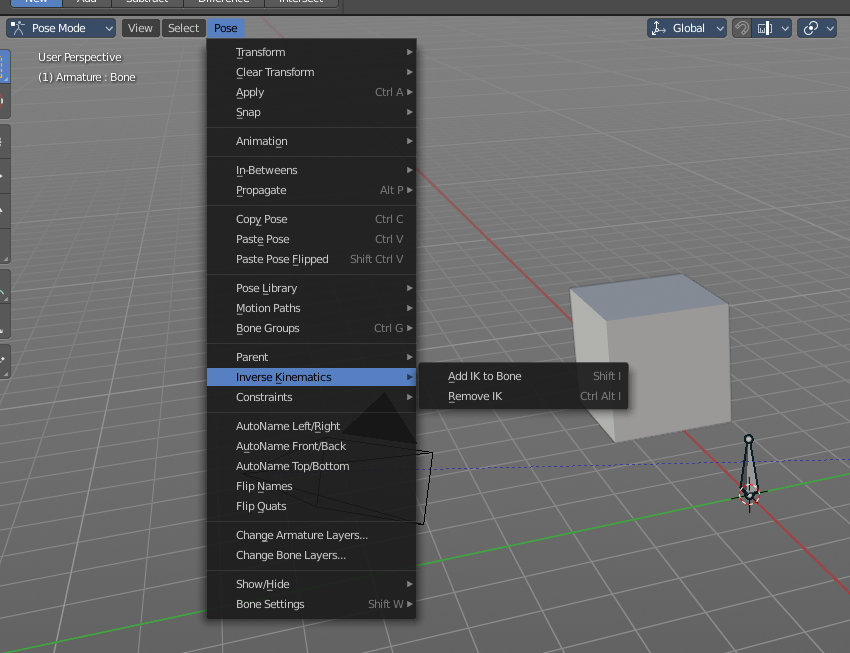 New Add Subtract Difference Intersect
Pose Mode View Select Pose Global
User Perspective
(1) Armature : Bone
Transform
Clear Transform
Apply Ctrl A
Snap
Animation
In-Betweens
Propagate Alt P
Copy Pose Ctrl C
Paste Pose Ctrl V
Paste Pose Flipped Shift Ctrl V
Pose Library
Motion Paths
Bone Groups Ctrl G
Parent
Inverse Kinematics
Add IK to Bone Shift I
Remove IK Ctrl Alt I
Constraints
AutoName Left/Right
AutoName Front/Back
AutoName Top/Bottom
Flip Names
Flip Quats
Change Armature Layers...
Change Bone Layers...
Show/Hide
Bone Settings Shift W